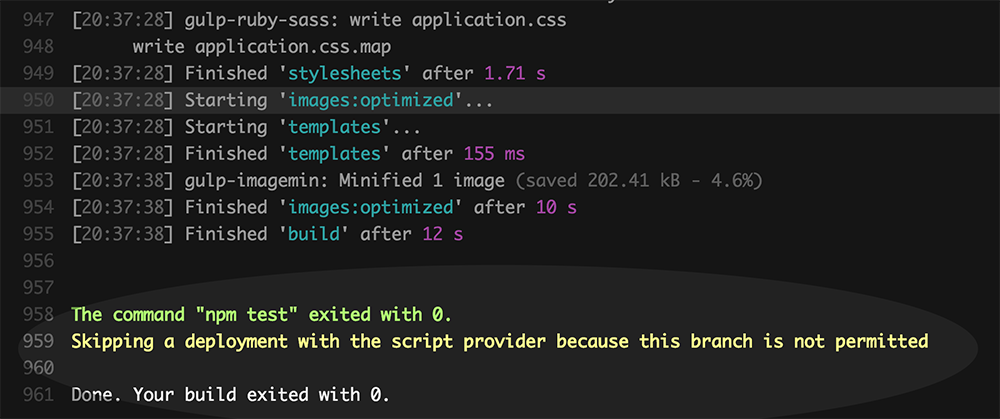 947 [20:37:28] gulp-ruby-sass: write application.css
948 write application.css.map
949 [20:37:28] Finished 'stylesheets' after 1.71 s
950 [20:37:28] Starting 'images:optimized'...
951 [20:37:28] Starting 'templates'...
952 [20:37:28] Finished 'templates' after 155 ms
953 [20:37:38] gulp-imagemin: Minified 1 image (saved 202.41 kB - 4.6%)
954 [20:37:38] Finished 'images:optimized' after 10 s
955 [20:37:38] Finished 'build' after 12 s
956
957
958 The command "npm test" exited with 0.
959 Skipping a deployment with the script provider because this branch is not permitted
960
961 Done. Your build exited with 0.